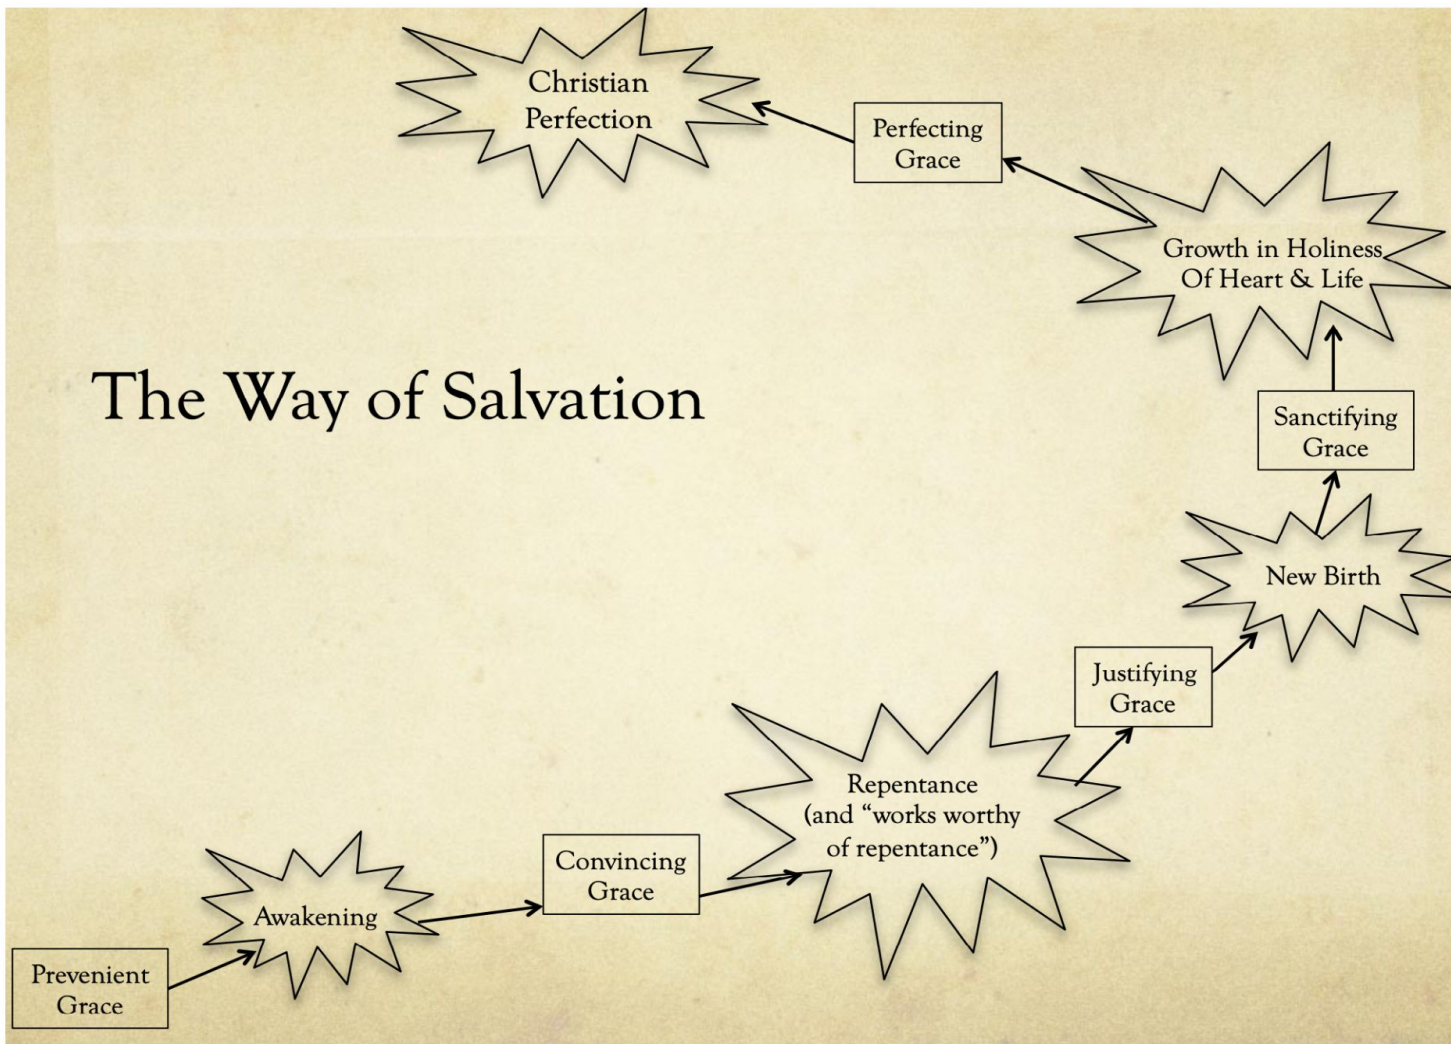 Christian
Perfection
Perfecting
Grace
Growth in Holiness
Of Heart & Life
The Way of Salvation
Sanctifying
Grace
New Birth
Justifying
Grace
Repentance
(and “works worthy
of repentance”)
Convincing
Grace
Awakening
Prevenient
Grace